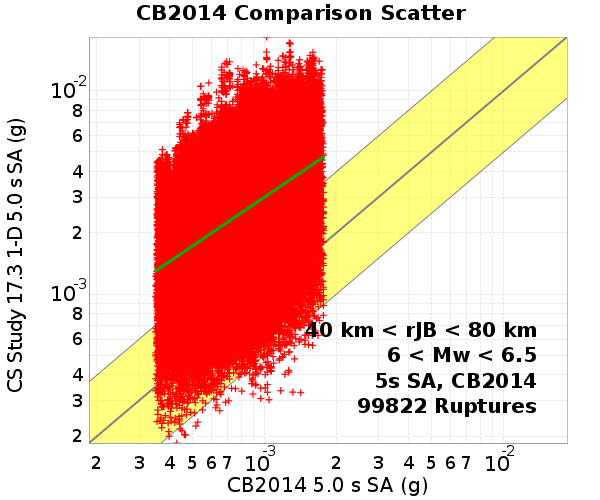 CB2014 Comparison Scatter
CS Study 17.3 1-D 5.0 s SA (g)
10-2
8
6
4
3
2
10-3
8
6
4
3
2
40 km < rJB < 80 km
6 < Mw < 6.5
5s SA, CB2014
99822 Ruptures
2 3 4 5 6 7 10-3 2 3 4 5 6 7 10-2
CB2014 5.0 s SA (g)